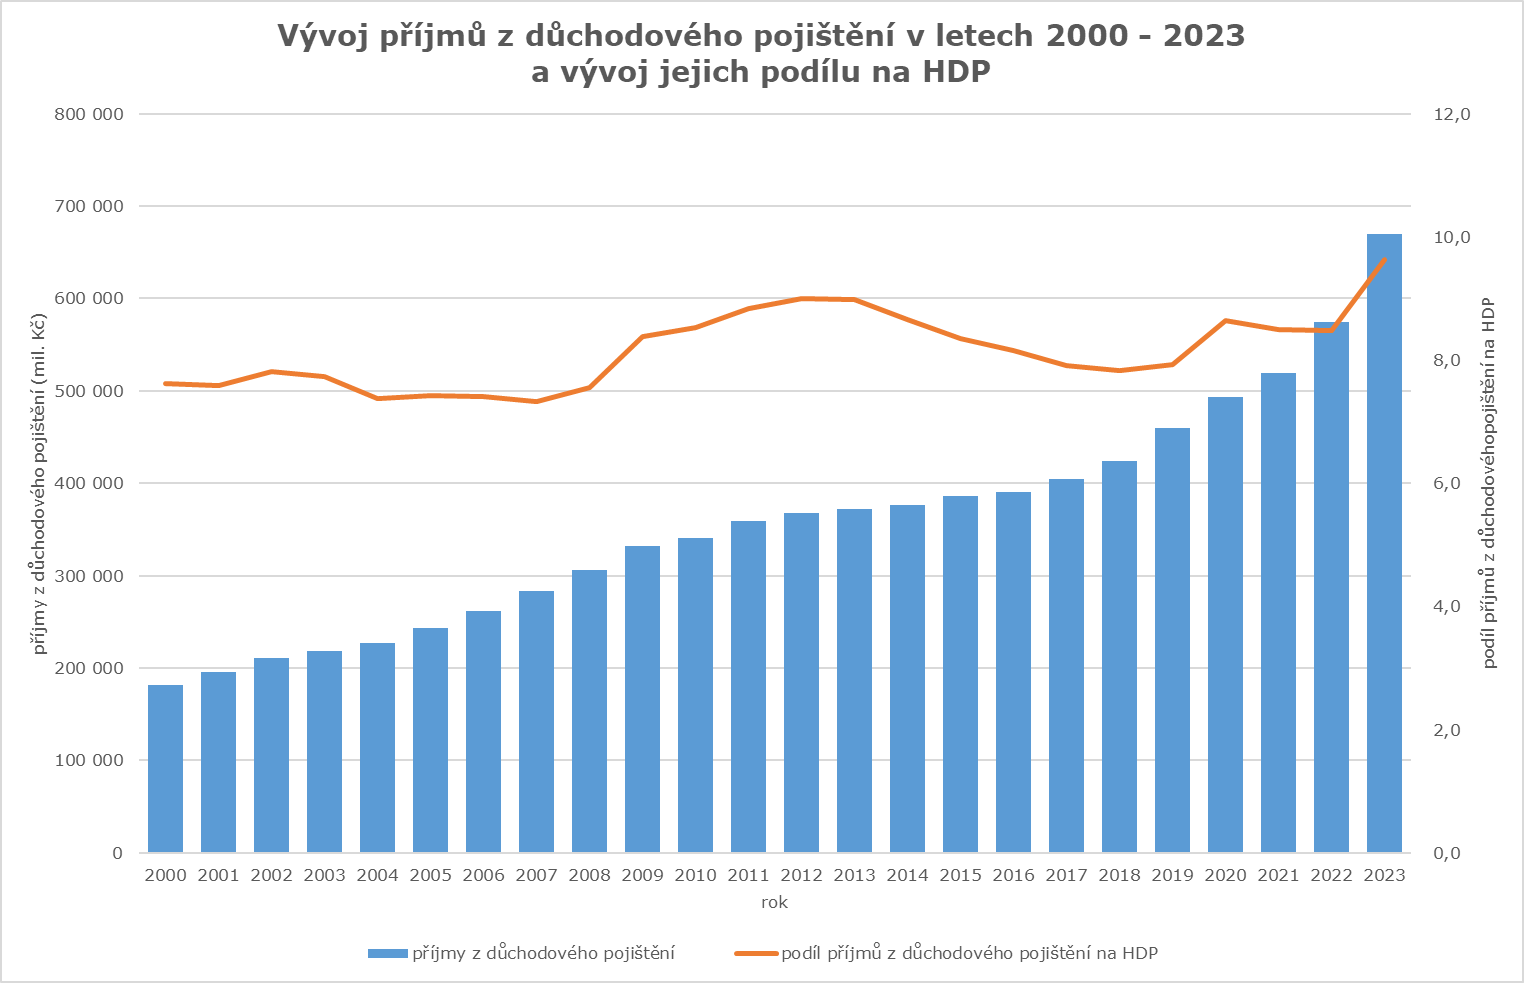 Vývoj příjmů z důchodového pojištění v letech 2000 - 2023
a vývoj jejich podílu na HDP
příjmy z důchodového pojištění (mil. Kč)
800 000
700 000
600 000
500 000
400 000
300 000
200 000
100 000
0
12,0
10,0
8,0
6,0
4,0
2,0
0,0
podíl příjmů z důchodovéhopojištění na HDP
2000 2001 2002 2003 2004 2005 2006 2007 2008 2009 2010 2011 2012 2013 2014 2015 2016 2017 2018 2019 2020 2021 2022 2023
rok
příjmy z důchodového pojištění
podíl příjmů z důchodového pojištění na HDP